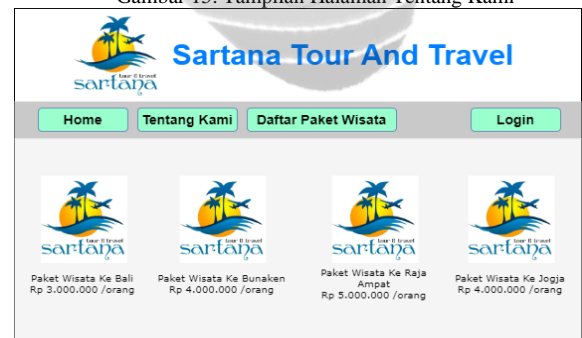 Gambar 15. Tampilan Halaman Tentang Kami
tour & travel
sartana
Sartana Tour And Travel
Home
Tentang Kami
Daftar Paket Wisata
Login
tour & travel
sartana
tour & travel
sartana
tour & travel
sartana
tour & travel
sartana
Paket Wisata Ke Bali
Rp 3.000.000 /orang
Paket Wisata Ke Bunaken
Rp 4.000.000 /orang
Paket Wisata Ke Raja
Ampat
Rp 5.000.000 /orang
Paket Wisata Ke Jogja
Rp 4.000.000 /orang